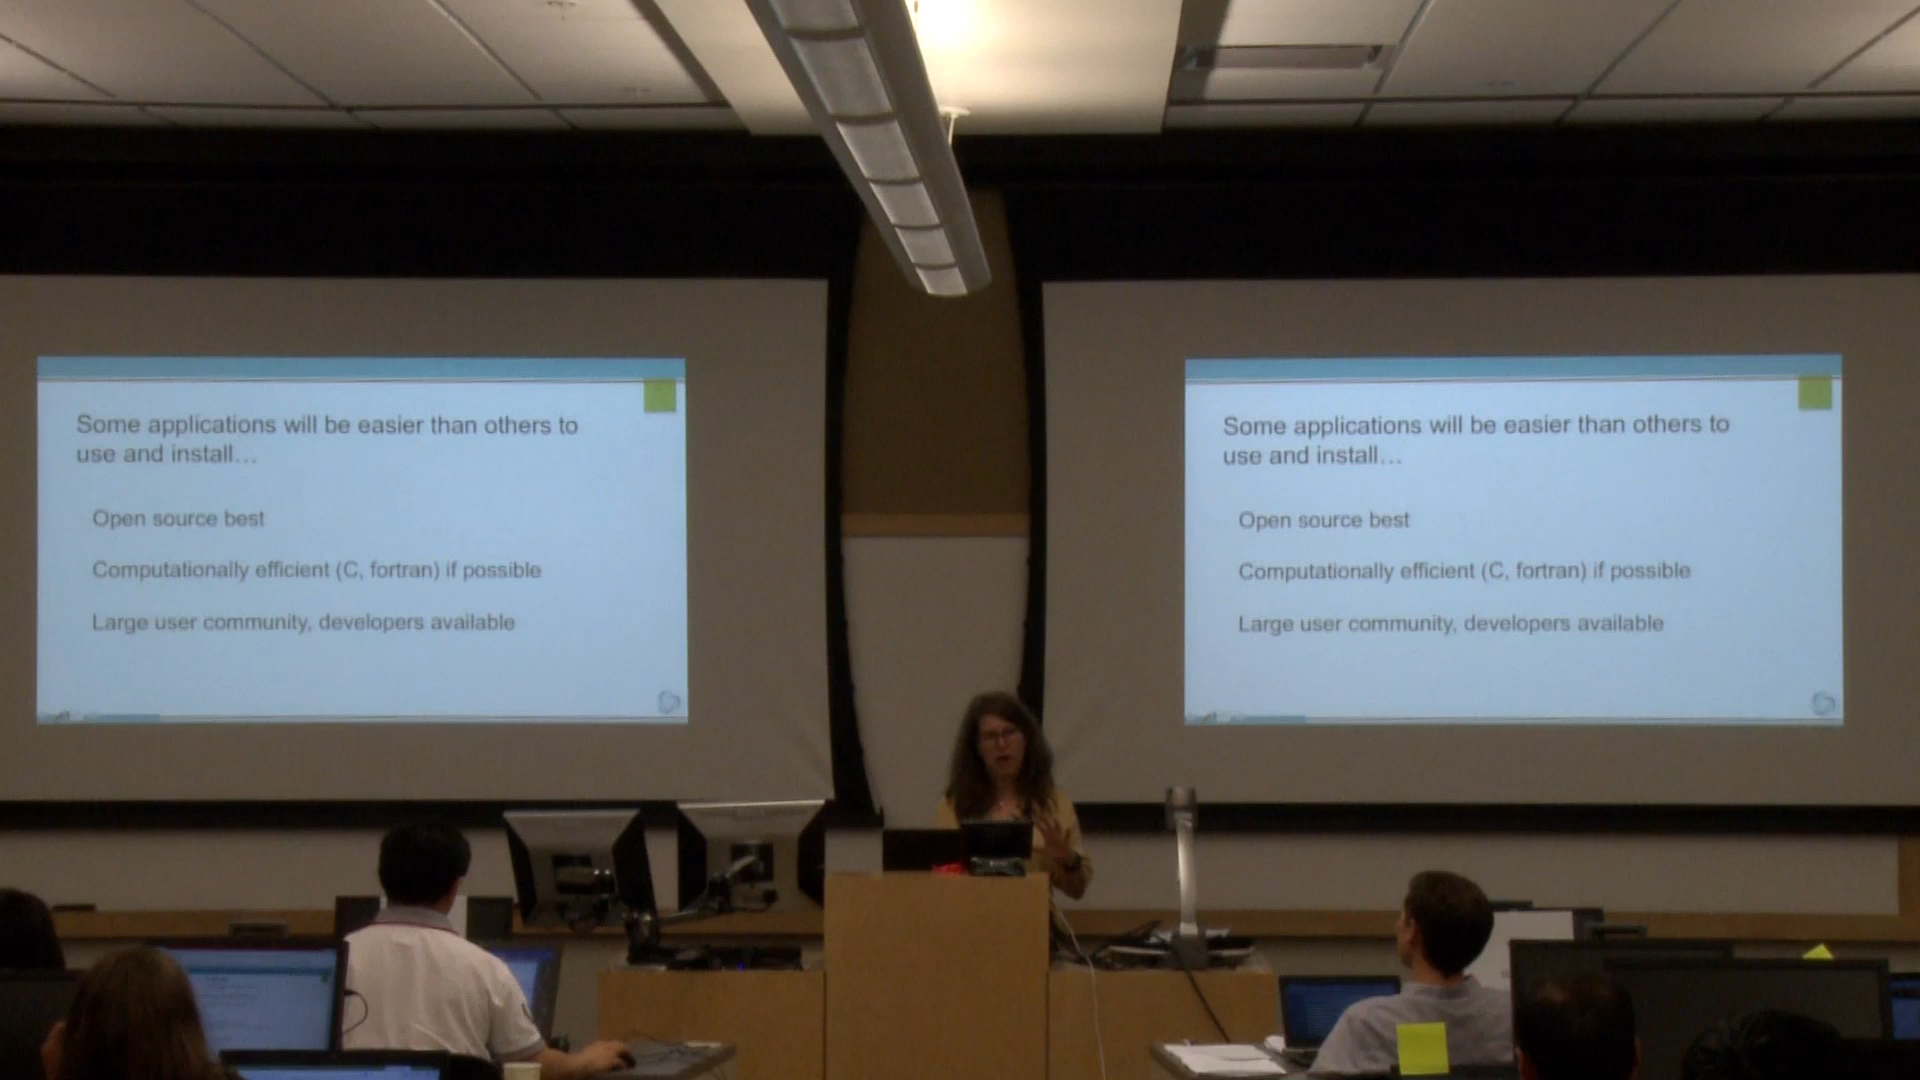 Some applications will be easier than others to
use and install…
Open source best
Computationally efficient (C, fortran) if possible
Large user community, developers available
Some applications will be easier than others to
use and install…
Open source best
Computationally efficient (C, fortran) if possible
Large user community, developers available